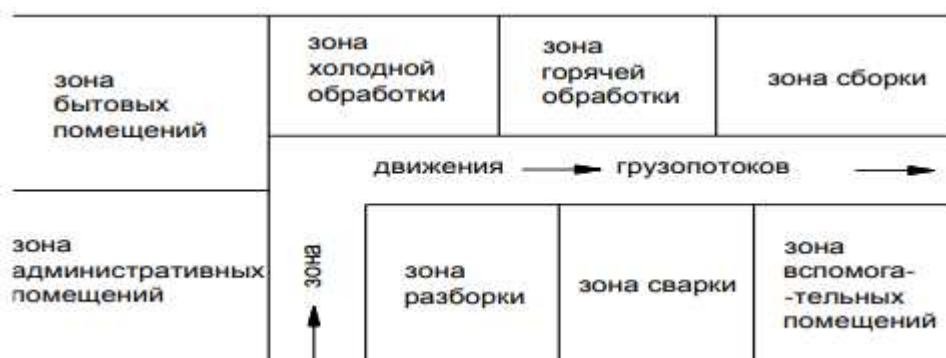 зона
бытовых
помещений
зона
холодной
обработки
зона
горячей
обработки
зона сборки
движения
грузопотоков
зона
административных
помещений
зона
зона
разборки
зона сварки
зона
вспомога-
-тельных
помещений